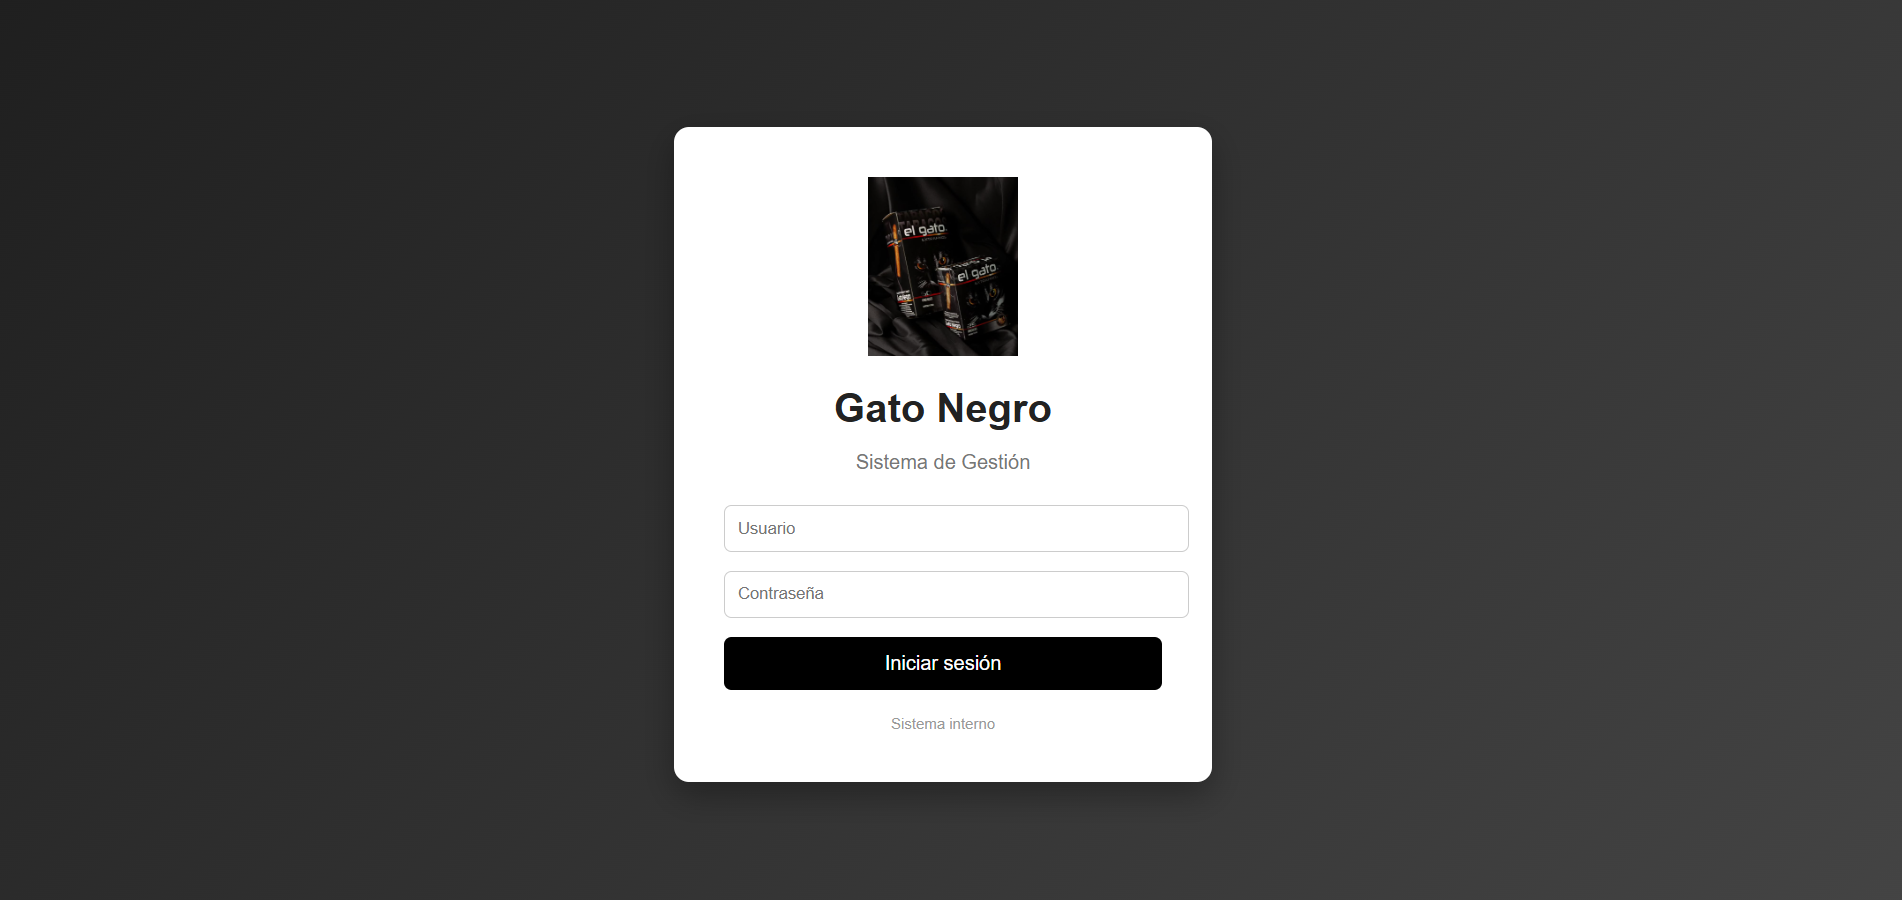 el gato
el gato
Gato Negro
Sistema de Gestión
Usuario
Contraseña
Iniciar sesión
Sistema interno